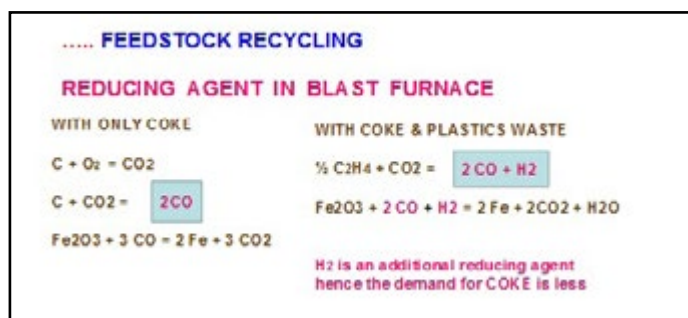 ..... FEEDSTOCK RECYCLING
REDUCING AGENT IN BLAST FURNACE
WITH ONLY COKE
C + O2 = CO2
C + CO2 = 2CO
Fe2O3 + 3 CO = 2 Fe + 3 CO2
WITH COKE & PLASTICS WASTE
½ C2H4 + CO2 = 2 CO + H2
Fe2O3 + 2 CO + H2 = 2 Fe + 2CO2 + H2O
H2 is an additional reducing agent
hence the demand for COKE is less